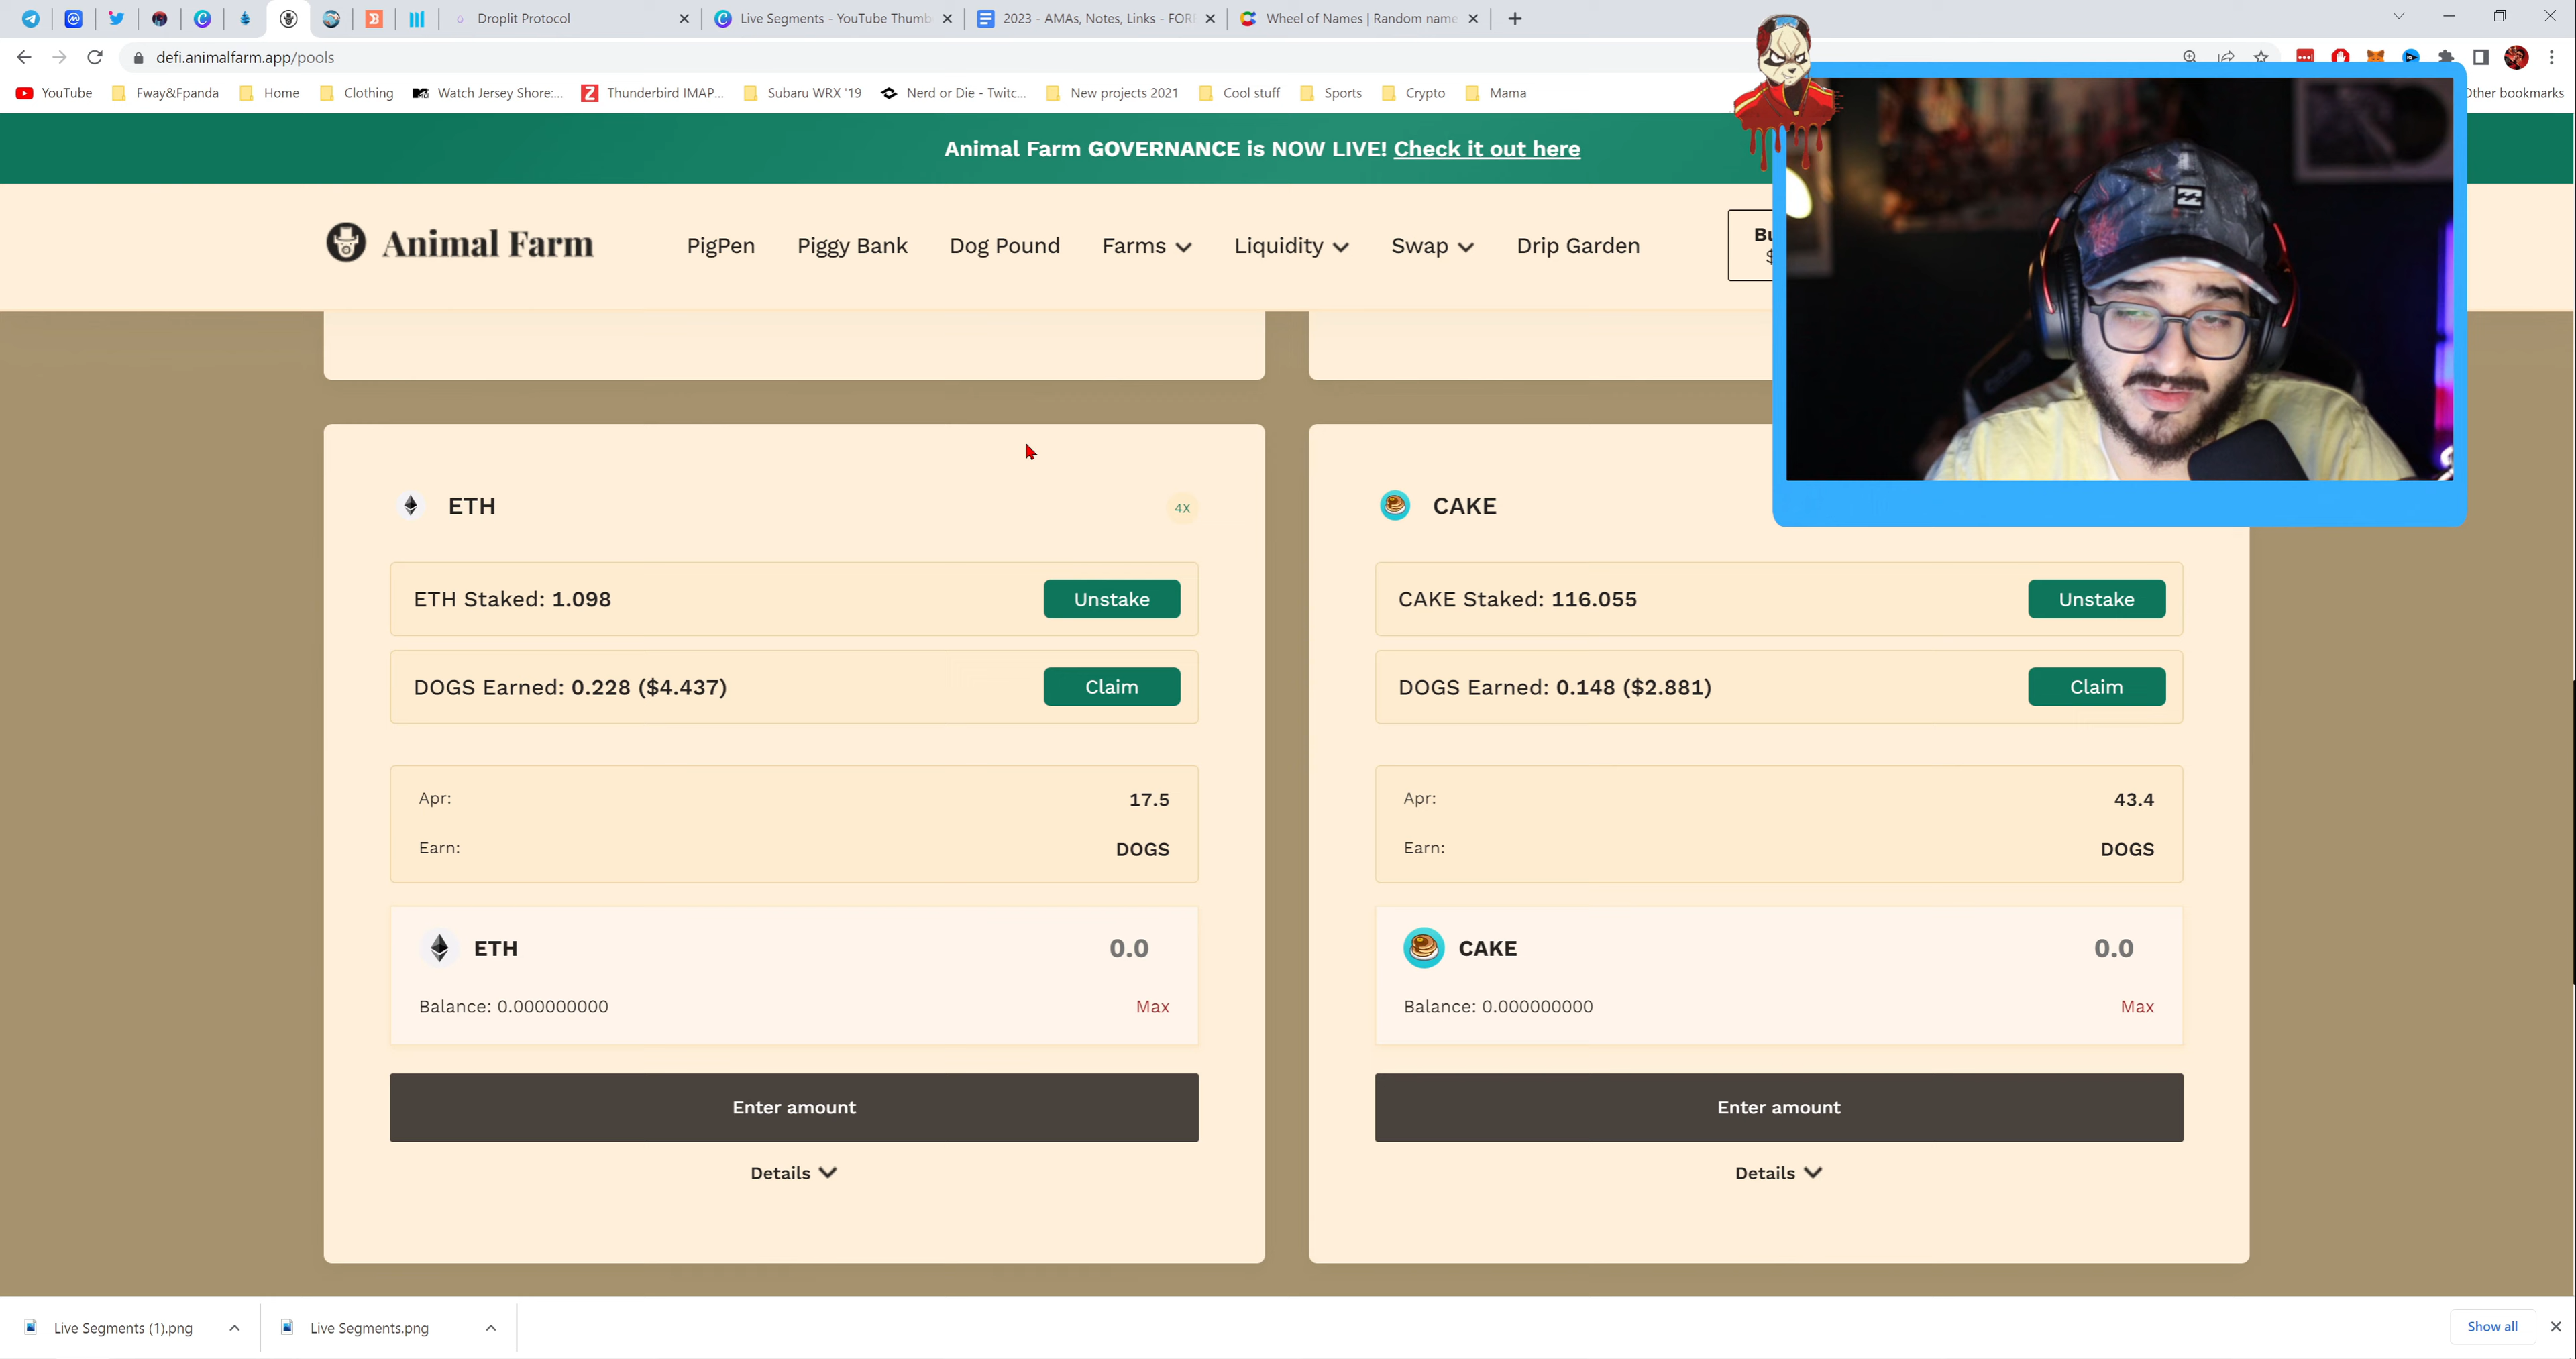 Droplit Protocol
Live Segments - YouTube Thumb
2023 - AMAs, Notes, Links - FOR
Wheel of Names | Random name
defi.animalfarm.app/pools
YouTube
Fway&Fpanda
Home
Clothing
Watch Jersey Shore:...
Thunderbird IMAP...
Subaru WRX '19
Nerd or Die - Twitc...
New projects 2021
Cool stuff
Sports
Crypto
Mama
Other bookmarks
Animal Farm GOVERNANCE is NOW LIVE! Check it out here
Animal Farm
PigPen
Piggy Bank
Dog Pound
Farms
Liquidity
Swap
Drip Garden
Bu
$
ETH
4X
ETH Staked: 1.098
Unstake
DOGS Earned: 0.228 ($4.437)
Claim
Apr:
17.5
Earn:
DOGS
ETH
0.0
Balance: 0.000000000
Max
Enter amount
Details
CAKE
CAKE Staked: 116.055
Unstake
DOGS Earned: 0.148 ($2.881)
Claim
Apr:
43.4
Earn:
DOGS
CAKE
0.0
Balance: 0.000000000
Max
Enter amount
Details
Live Segments (1).png
Live Segments.png
Show all